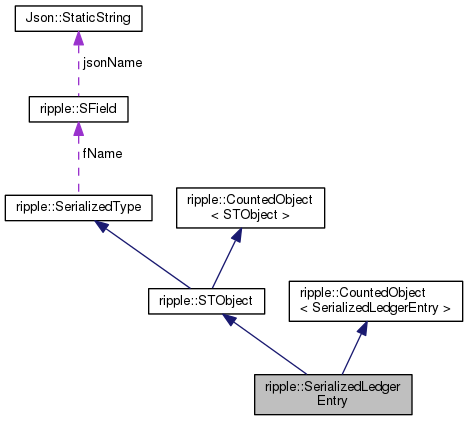 Json::StaticString
jsonName
ripple::SField
fName
ripple::SerializedType
ripple::CountedObject
< STObject >
ripple::STObject
ripple::CountedObject
< SerializedLedgerEntry >
ripple::SerializedLedger
Entry